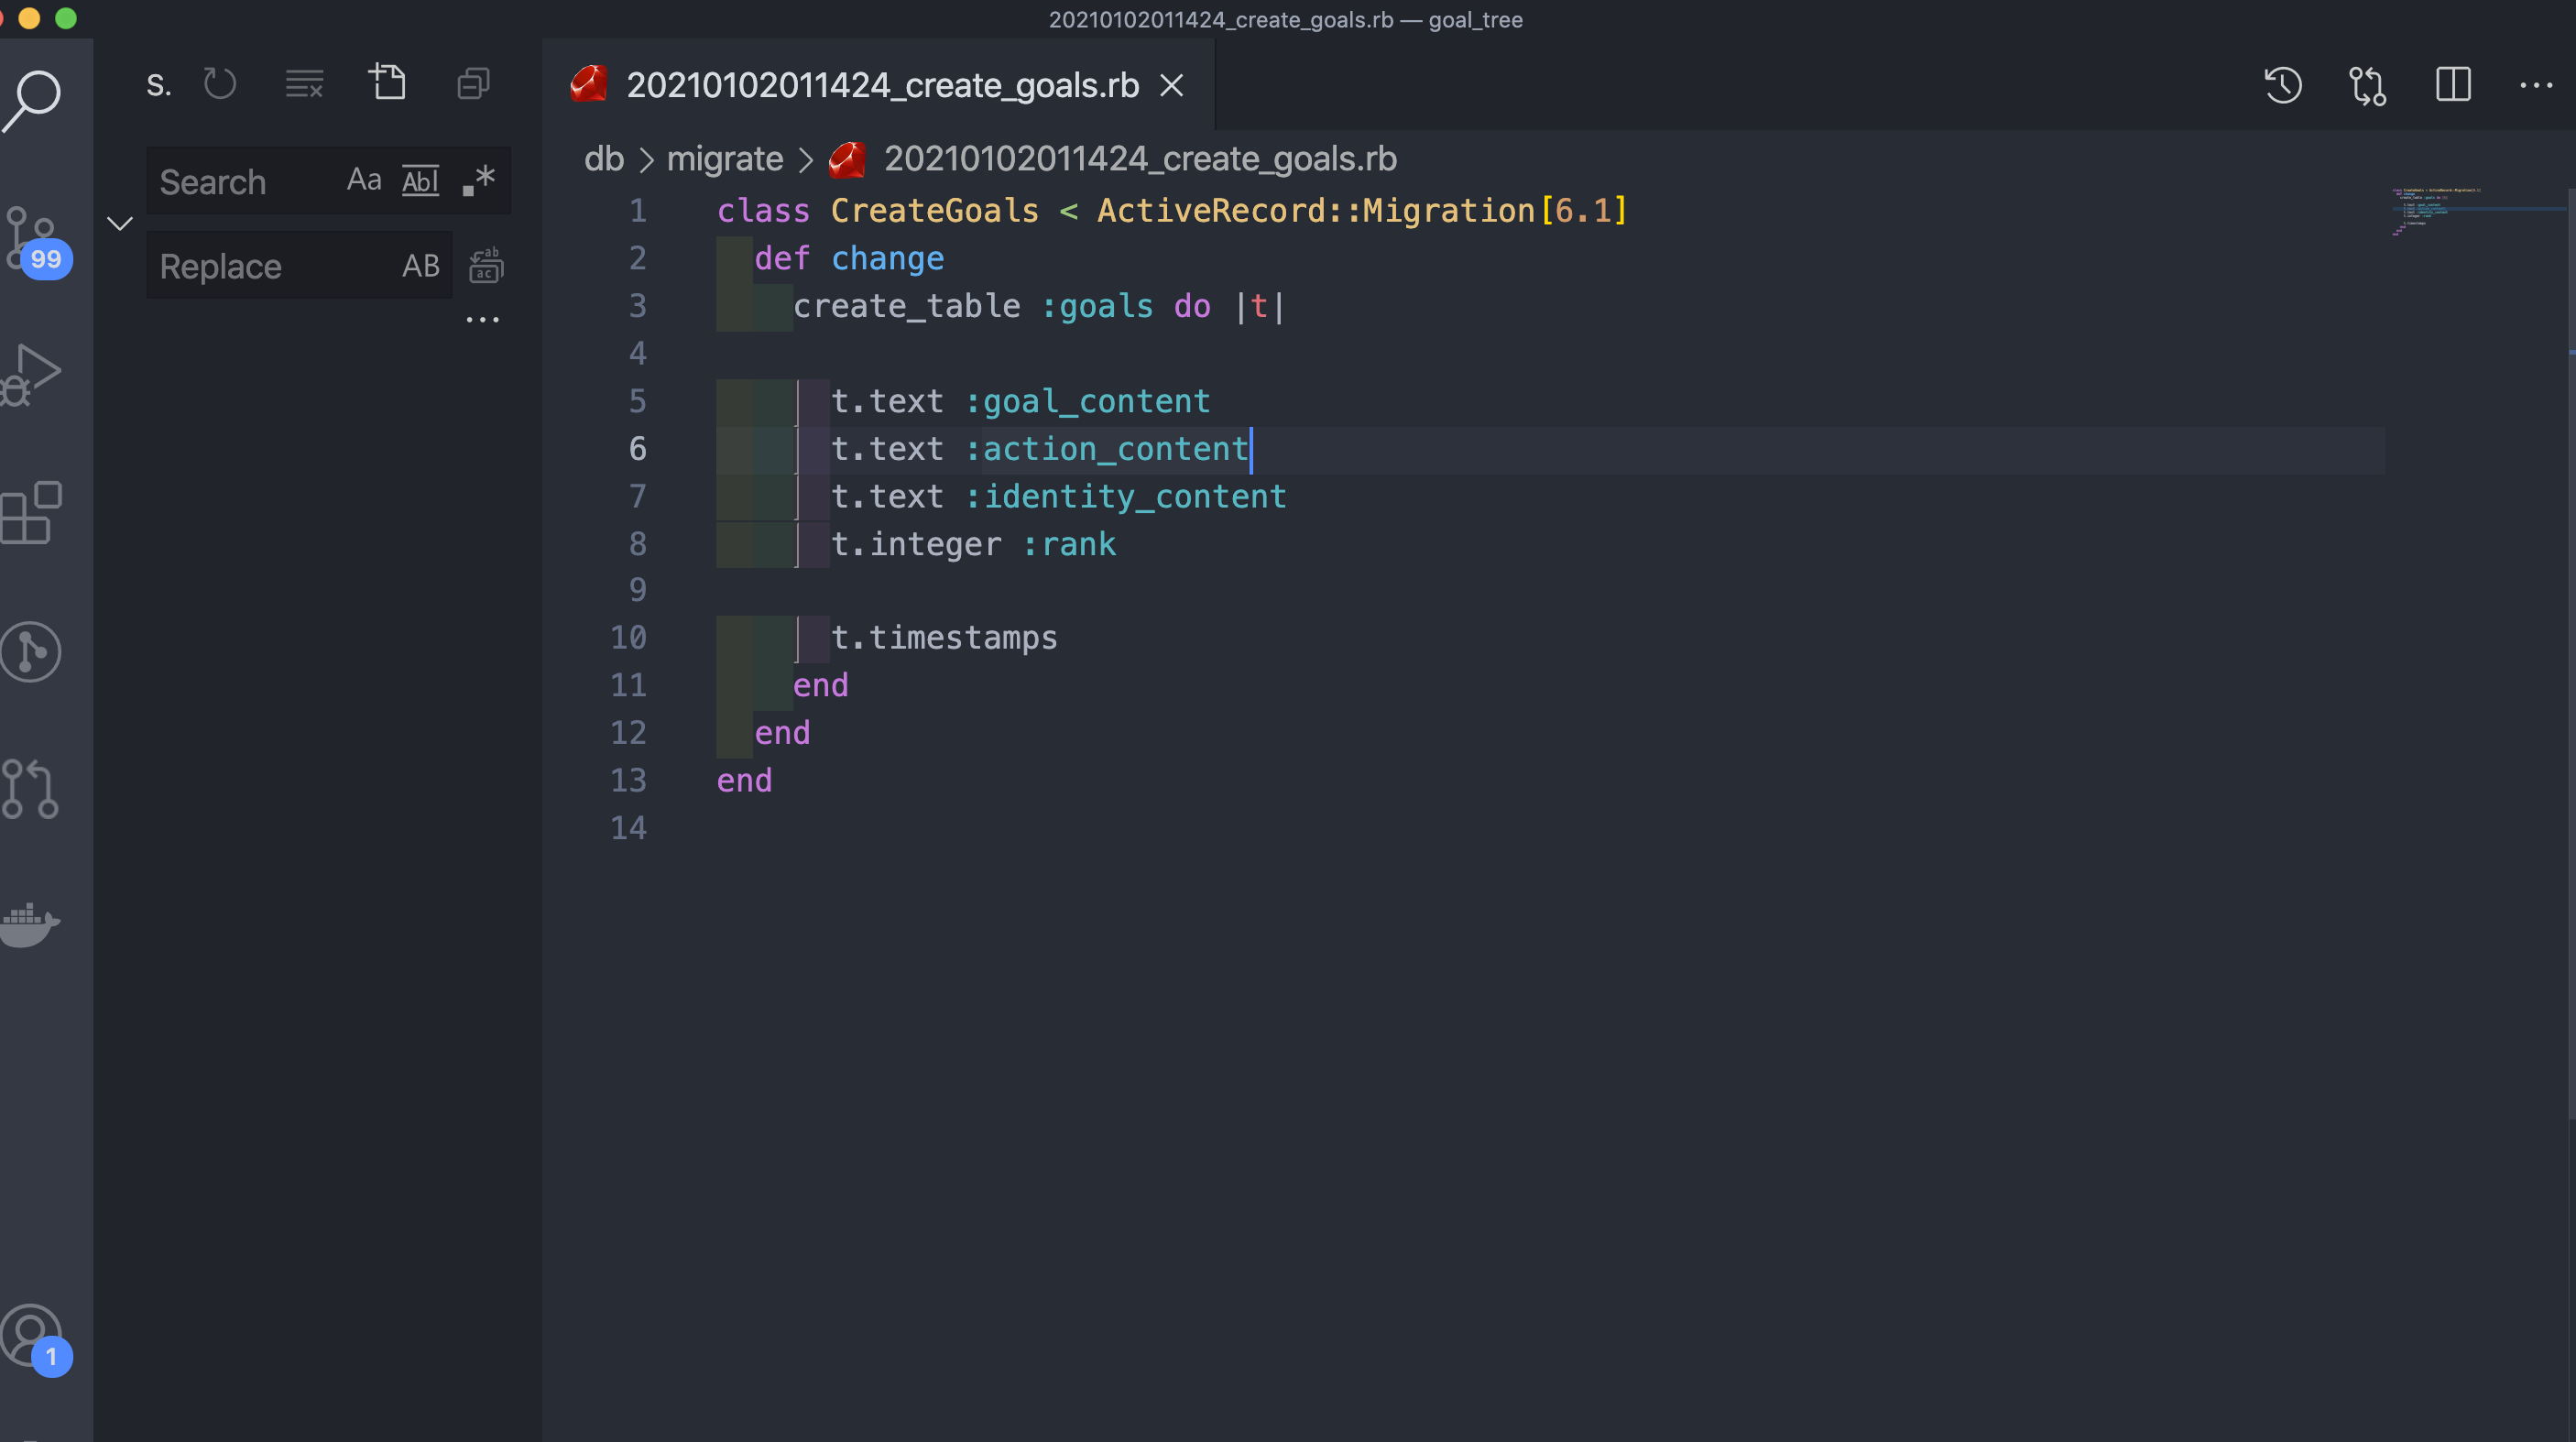 20210102011424_create_goals.rb — goal_tree
S.
20210102011424_create_goals.rb
Search Aa Abl .*
99
Replace AB ab ac
...
db > migrate > 20210102011424_create_goals.rb
1 class CreateGoals < ActiveRecord::Migration[6.1]
2 def change
3 create_table :goals do |t|
4
5 t.text :goal_content
6 t.text :action_content
7 t.text :identity_content
8 t.integer :rank
9
10 t.timestamps
11 end
12 end
13 end
14
1